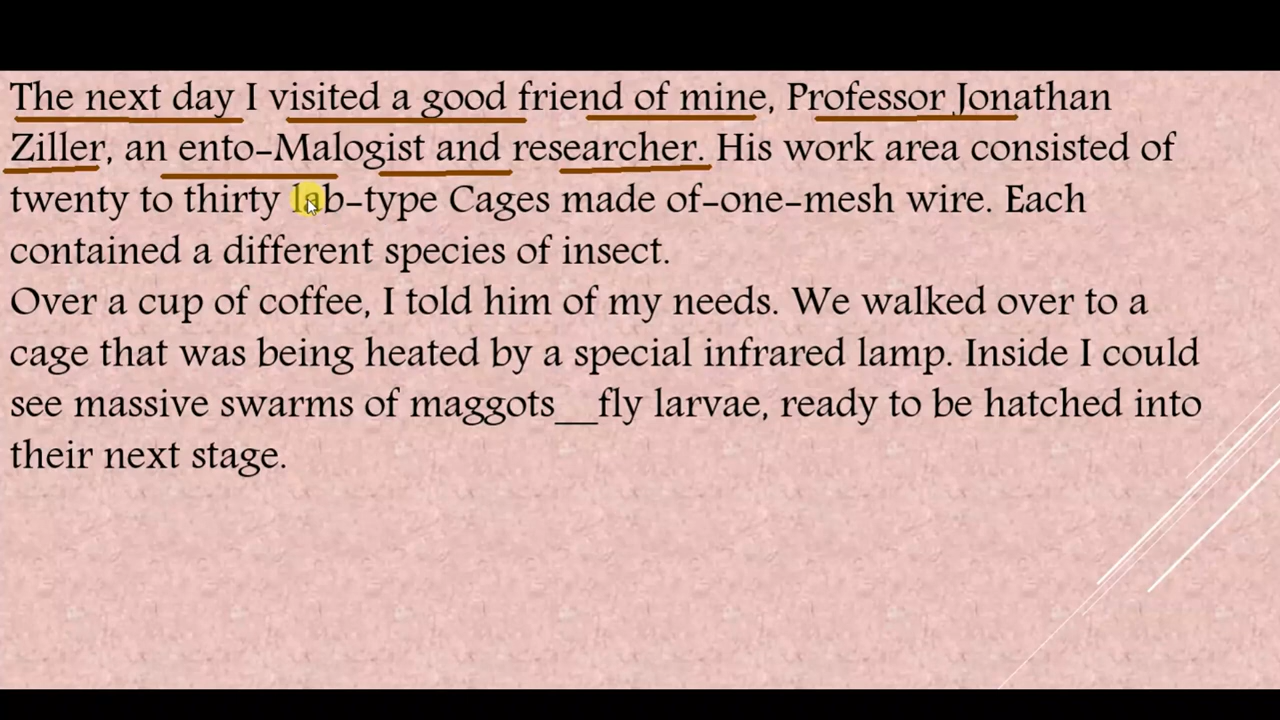 The next day I visited a good friend of mine, Professor Jonathan
Ziller, an ento-Malogist and researcher. His work area consisted of
twenty to thirty lab-type Cages made of-one-mesh wire. Each
contained a different species of insect.
Over a cup of coffee, I told him of my needs. We walked over to a
cage that was being heated by a special infrared lamp. Inside I could
see massive swarms of maggots__fly larvae, ready to be hatched into
their next stage.